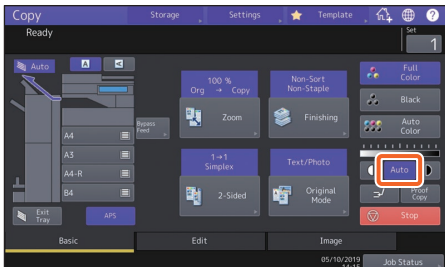 Copy
Storage
Settings
Template
?
Ready
Set
1
Auto
A
A
100 %
Org → Copy
Zoom
Non-Sort
Non-Staple
Finishing
Full
Color
Black
Auto
Color
Bypass
Feed
A4
A3
A4-R
B4
1→1
Simplex
2-Sided
Text/Photo
Original
Mode
Auto
Proof
Copy
Exit
Tray
APS
Stop
Basic
Edit
Image
05/10/2019
14:15
Job Status